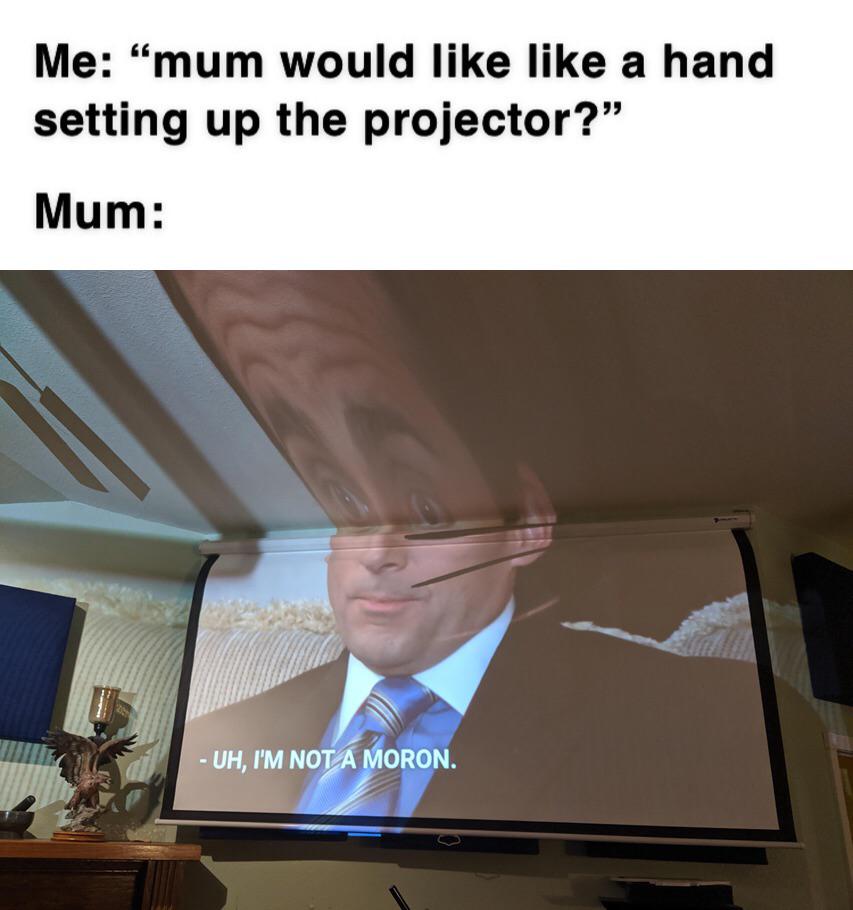 Me: “mum would like like a hand
setting up the projector?”
Mum:
- UH, I'M NOT A MORON.